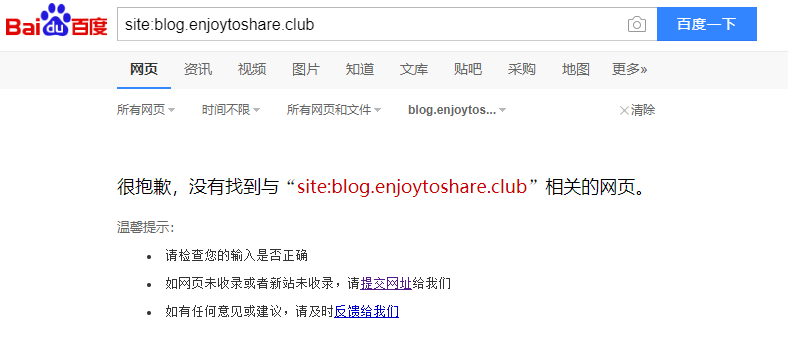 Bai du 百度 site:blog.enjoytoshare.club 百度一下
网页 资讯 视频 图片 知道 文库 贴吧 采购 地图 更多»
所有网页 时间不限 所有网页和文件 blog.enjoytos... 清除
很抱歉，没有找到与“site:blog.enjoytoshare.club”相关的网页。
温馨提示：
请检查您的输入是否正确
如网页未收录或者新站未收录，请提交网址给我们
如有任何意见或建议，请及时反馈给我们